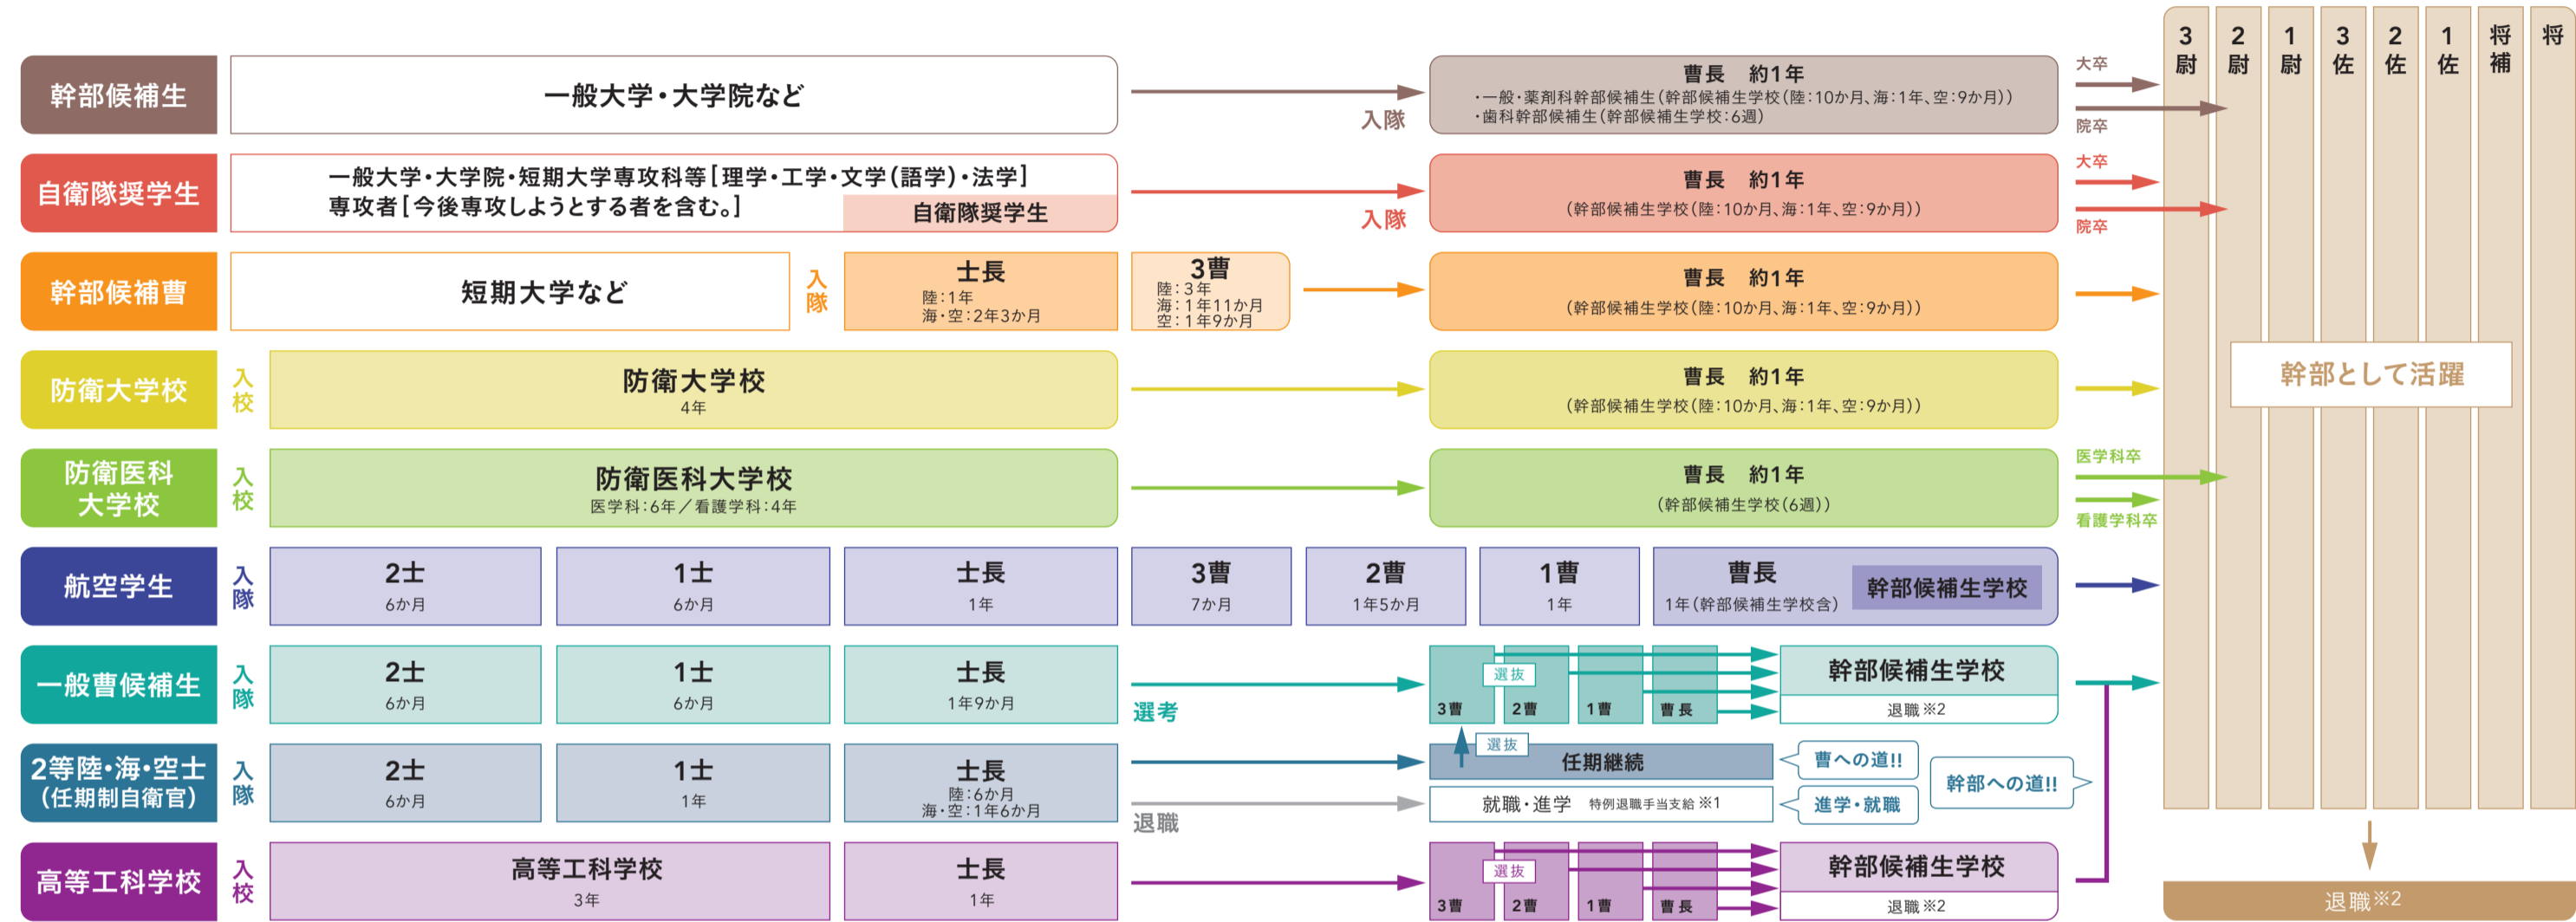 幹部候補生
一般大学・大学院など
入隊
曹長　約1年
・一般・薬剤科幹部候補生(幹部候補生学校(陸:10か月、海:1年、空:9か月))
・歯科幹部候補生(幹部候補生学校:6週)
大卒
院卒
自衛隊奨学生
一般大学・大学院・短期大学専攻科等[理学・工学・文学(語学)・法学]
専攻者[今後専攻しようとする者を含む。]
自衛隊奨学生
入隊
曹長　約1年
(幹部候補生学校(陸:10か月、海:1年、空:9か月))
大卒
院卒
幹部候補曹
短期大学など
入隊
士長
陸:1年
海・空:2年3か月
3曹
陸:3年
海:1年11か月
空:1年9か月
曹長　約1年
(幹部候補生学校(陸:10か月、海:1年、空:9か月))
防衛大学校
入校
防衛大学校
4年
曹長　約1年
(幹部候補生学校(陸:10か月、海:1年、空:9か月))
防衛医科
大学校
入校
防衛医科大学校
医学科:6年／看護学科:4年
曹長　約1年
(幹部候補生学校(6週))
医学科卒
看護学科卒
航空学生
入隊
2士
6か月
1士
6か月
士長
1年
3曹
7か月
2曹
1年5か月
1曹
1年
曹長
1年(幹部候補生学校含)
幹部候補生学校
一般曹候補生
入隊
2士
6か月
1士
6か月
士長
1年9か月
選考
3曹
選抜
2曹
1曹
曹長
幹部候補生学校
退職※2
2等陸・海・空士
(任期制自衛官)
入隊
2士
6か月
1士
1年
士長
陸:6か月
海・空:1年6か月
退職
選抜
任期継続
就職・進学　特例退職手当支給※1
曹への道!!
進学・就職
幹部への道!!
高等工科学校
入校
高等工科学校
3年
士長
1年
3曹
選抜
2曹
1曹
曹長
幹部候補生学校
退職※2
3尉
2尉
1尉
3佐
2佐
1佐
将補
将
幹部として活躍
退職※2